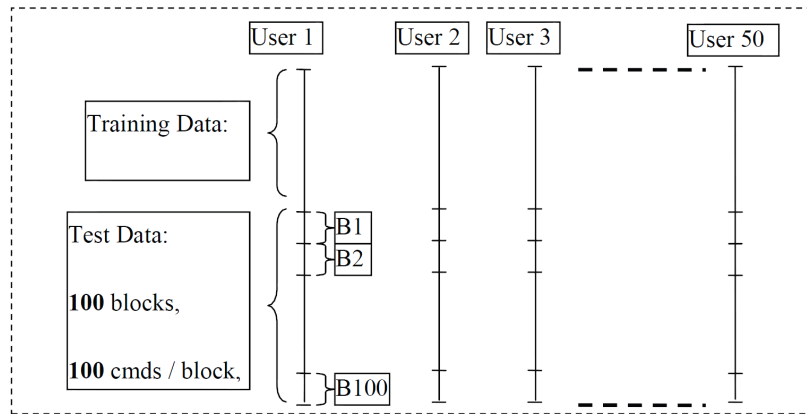 User 1
User 2
User 3
User 50
Training Data:
B1
Test Data:
B2
100 blocks,
100 cmds / block,
B100